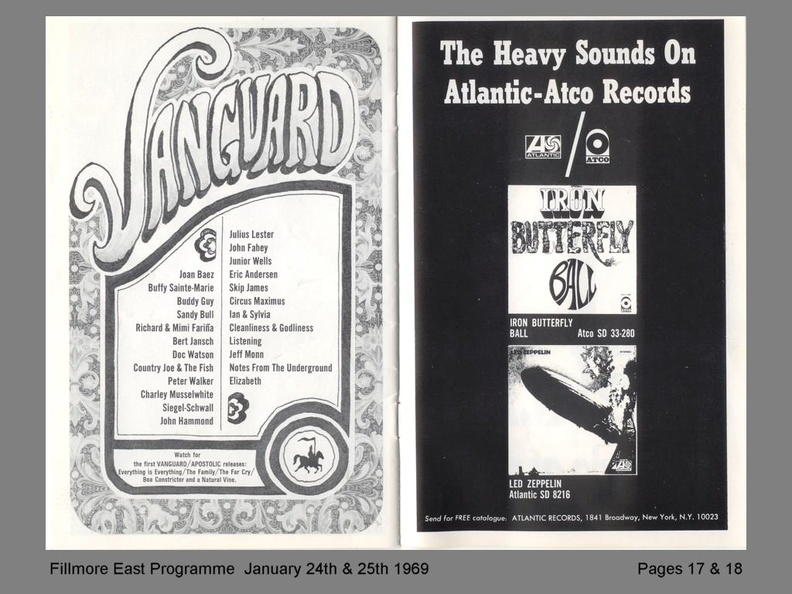 VANGUARD
Joan Baez
Buffy Sainte-Marie
Buddy Guy
Sandy Bull
Richard & Mimi Fariña
Bert Jansch
Doc Watson
Country Joe & The Fish
Peter Walker
Charley Musselwhite
Siegel-Schwall
John Hammond
Julius Lester
John Fahey
Junior Wells
Eric Andersen
Skip James
Circus Maximus
Ian & Sylvia
Cleanliness & Godliness
Listening
Jeff Monn
Notes From The Underground
Elizabeth
Watch for
the first VANGUARD/APOSTOLIC releases:
Everything is Everything/The Family/The Far Cry/
Boa Constrictor and a Natural Vine.
The Heavy Sounds On
Atlantic-Atco Records
ATLANTIC
ATCO
IRON
BUTTERFLY
BALL
IRON BUTTERFLY
BALL Atco SD 33-280
LED ZEPPELIN
LED ZEPPELIN
Atlantic SD 8216
Send for FREE catalogue: ATLANTIC RECORDS, 1841 Broadway, New York, N.Y. 10023
Fillmore East Programme January 24th & 25th 1969
Pages 17 & 18